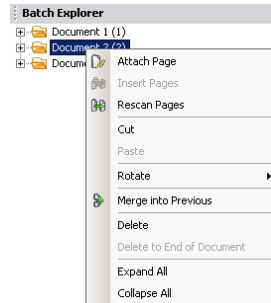 Batch Explorer
Document 1 (1)
Document 2 (2)
Docum
Attach Page
Insert Pages
Rescan Pages
Cut
Paste
Rotate
Merge into Previous
Delete
Delete to End of Document
Expand All
Collapse All